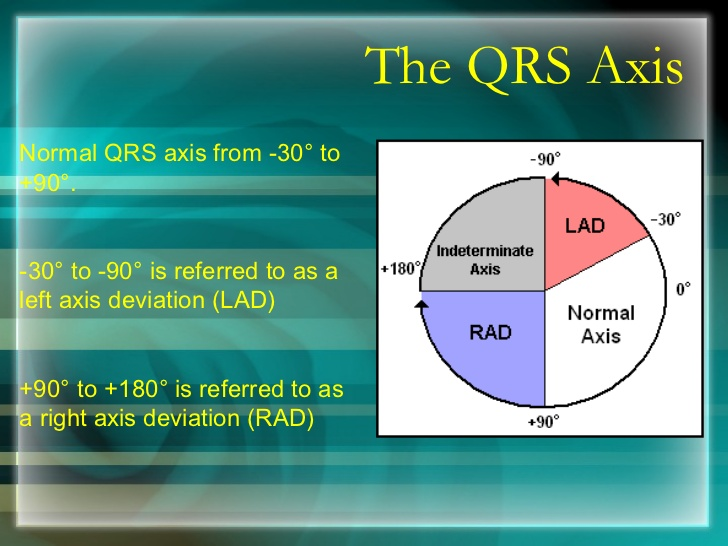 The QRS Axis
Normal QRS axis from -30° to
+90°.
-30° to -90° is referred to as a
left axis deviation (LAD)
+90° to +180° is referred to as
a right axis deviation (RAD)
-90°
LAD
-30°
Indeterminate
Axis
+180°
0°
Normal
Axis
RAD
+90°